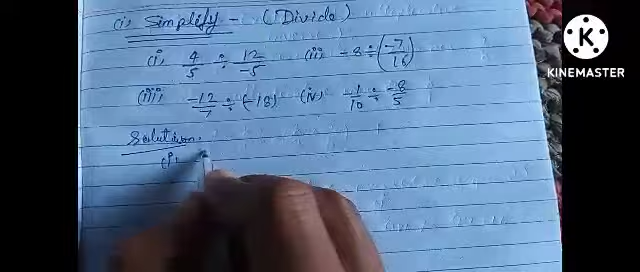 (i) Simplify - (Divide)
(i) 4/5 ÷ 12/-5 (ii) -8 ÷ (-7/16)
(iii) -12/7 ÷ (-18) (iv) -1/10 ÷ -8/5
Solution.
(i)
KINEMASTER